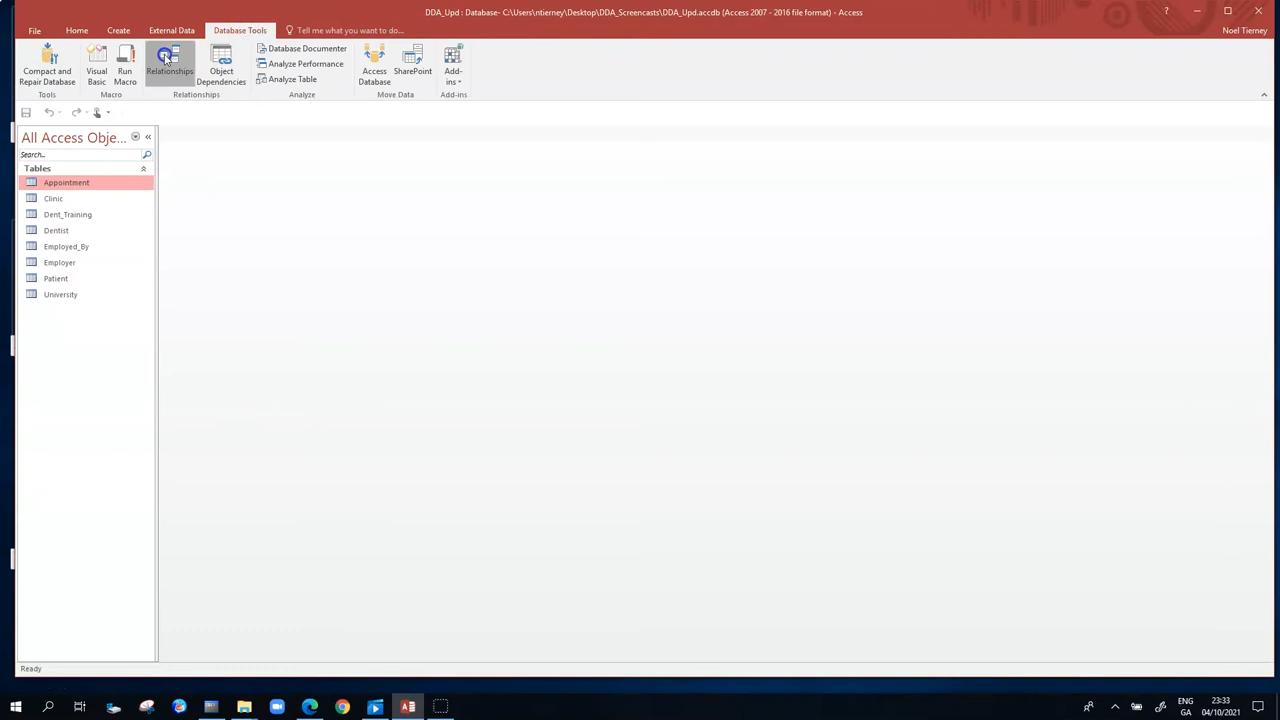 DDA_Upd : Database- C:\Users\ntierney\Desktop\DDA_Screencasts\DDA_Upd.accdb (Access 2007 - 2016 file format) - Access
File Home Create External Data Database Tools Tell me what you want to do... Noel Tierney
Compact and Repair Database
Visual Basic
Run Macro
Relationships
Object Dependencies
Database Documenter
Analyze Performance
Analyze Table
Access Database
SharePoint
Add-ins
Tools Macro Relationships Analyze Move Data Add-ins
All Access Obje...
Search...
Tables
Appointment
Clinic
Dent_Training
Dentist
Employed_By
Employer
Patient
University
Ready
ENG 23:33
GA 04/10/2021